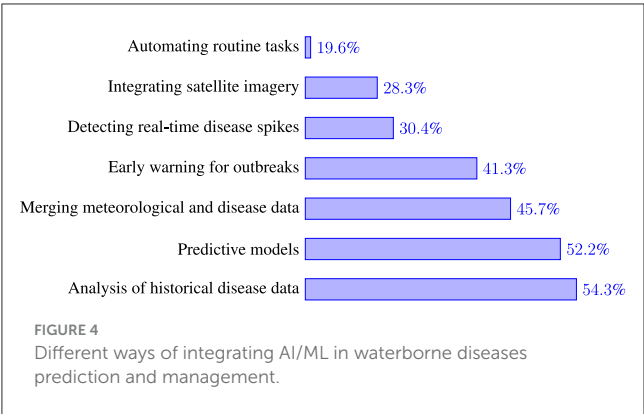 Automating routine tasks 19.6%
Integrating satellite imagery 28.3%
Detecting real-time disease spikes 30.4%
Early warning for outbreaks 41.3%
Merging meteorological and disease data 45.7%
Predictive models 52.2%
Analysis of historical disease data 54.3%
FIGURE 4
Different ways of integrating AI/ML in waterborne diseases
prediction and management.